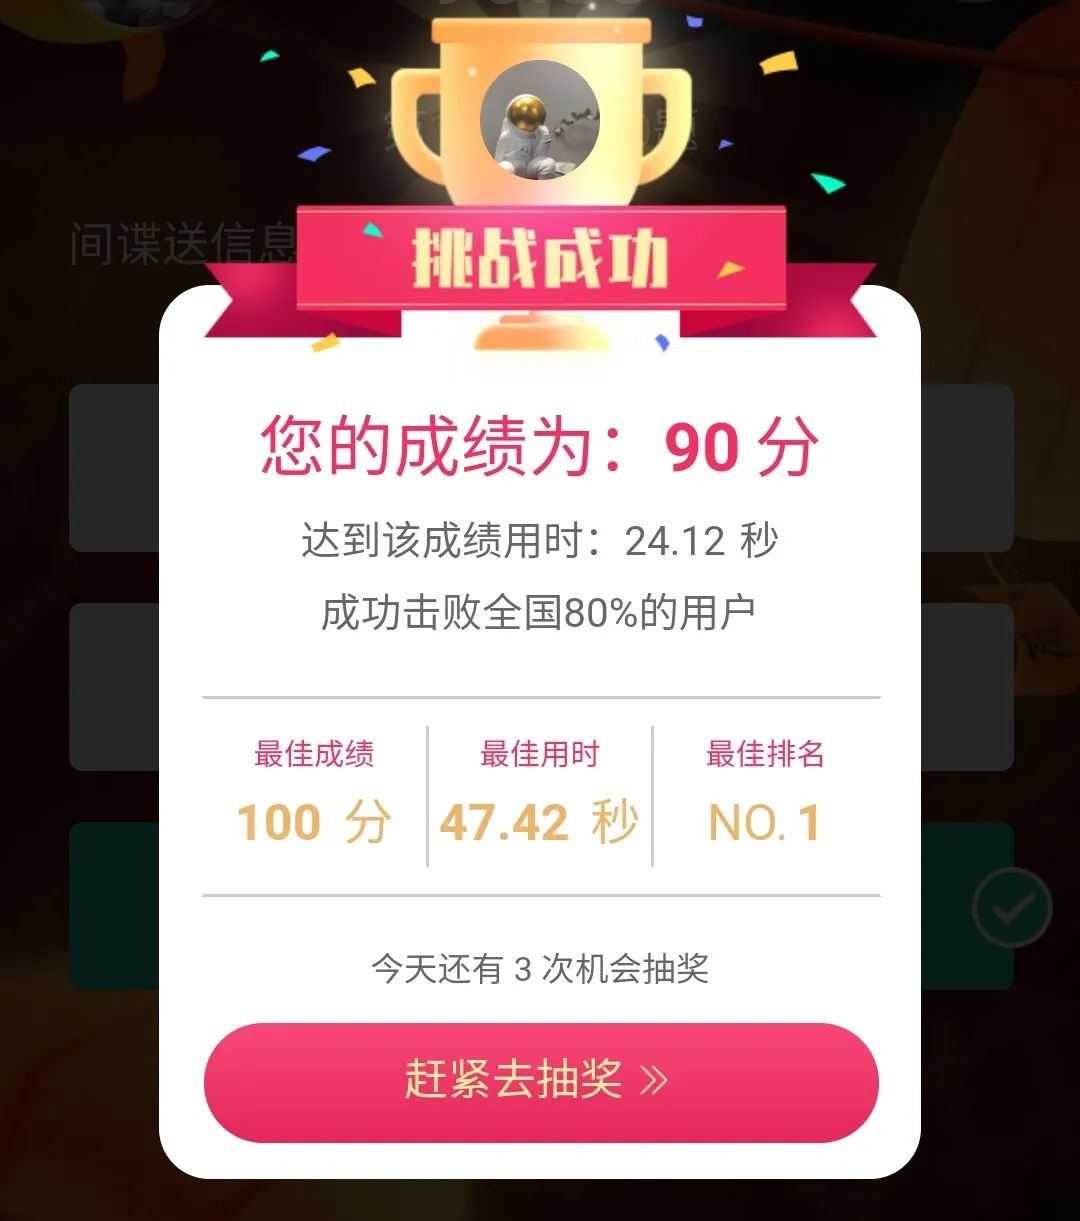 间谍送信息
挑战成功
您的成绩为：90 分
达到该成绩用时：24.12 秒
成功击败全国80%的用户
最佳成绩 最佳用时 最佳排名
100 分 47.42 秒 NO. 1
今天还有 3 次机会抽奖
赶紧去抽奖 »